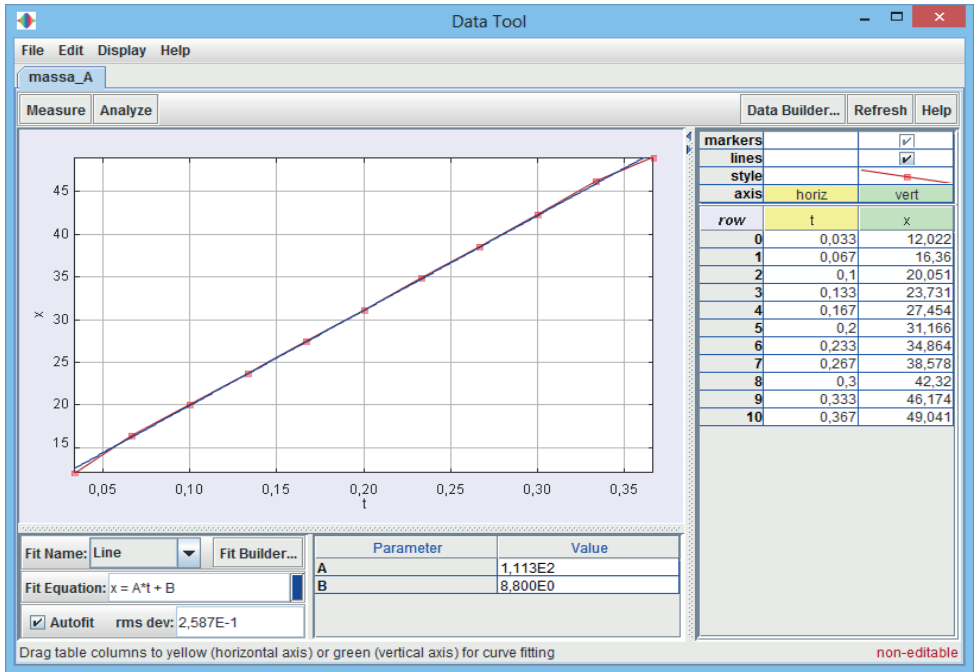 Data Tool
File Edit Display Help
massa_A
Measure Analyze Data Builder... Refresh Help
markers
lines
style
axis horiz vert
row t x
0 0,033 12,022
1 0,067 16,36
2 0,1 20,051
3 0,133 23,731
4 0,167 27,454
5 0,2 31,166
6 0,233 34,864
7 0,267 38,578
8 0,3 42,32
9 0,333 46,174
10 0,367 49,041
45
40
35
30
25
20
15
x
0,05 0,10 0,15 0,20 0,25 0,30 0,35
t
Fit Name: Line Fit Builder...
Fit Equation: x = A*t + B
Autofit rms dev: 2,587E-1
Parameter Value
A 1,113E2
B 8,800E0
Drag table columns to yellow (horizontal axis) or green (vertical axis) for curve fitting non-editable